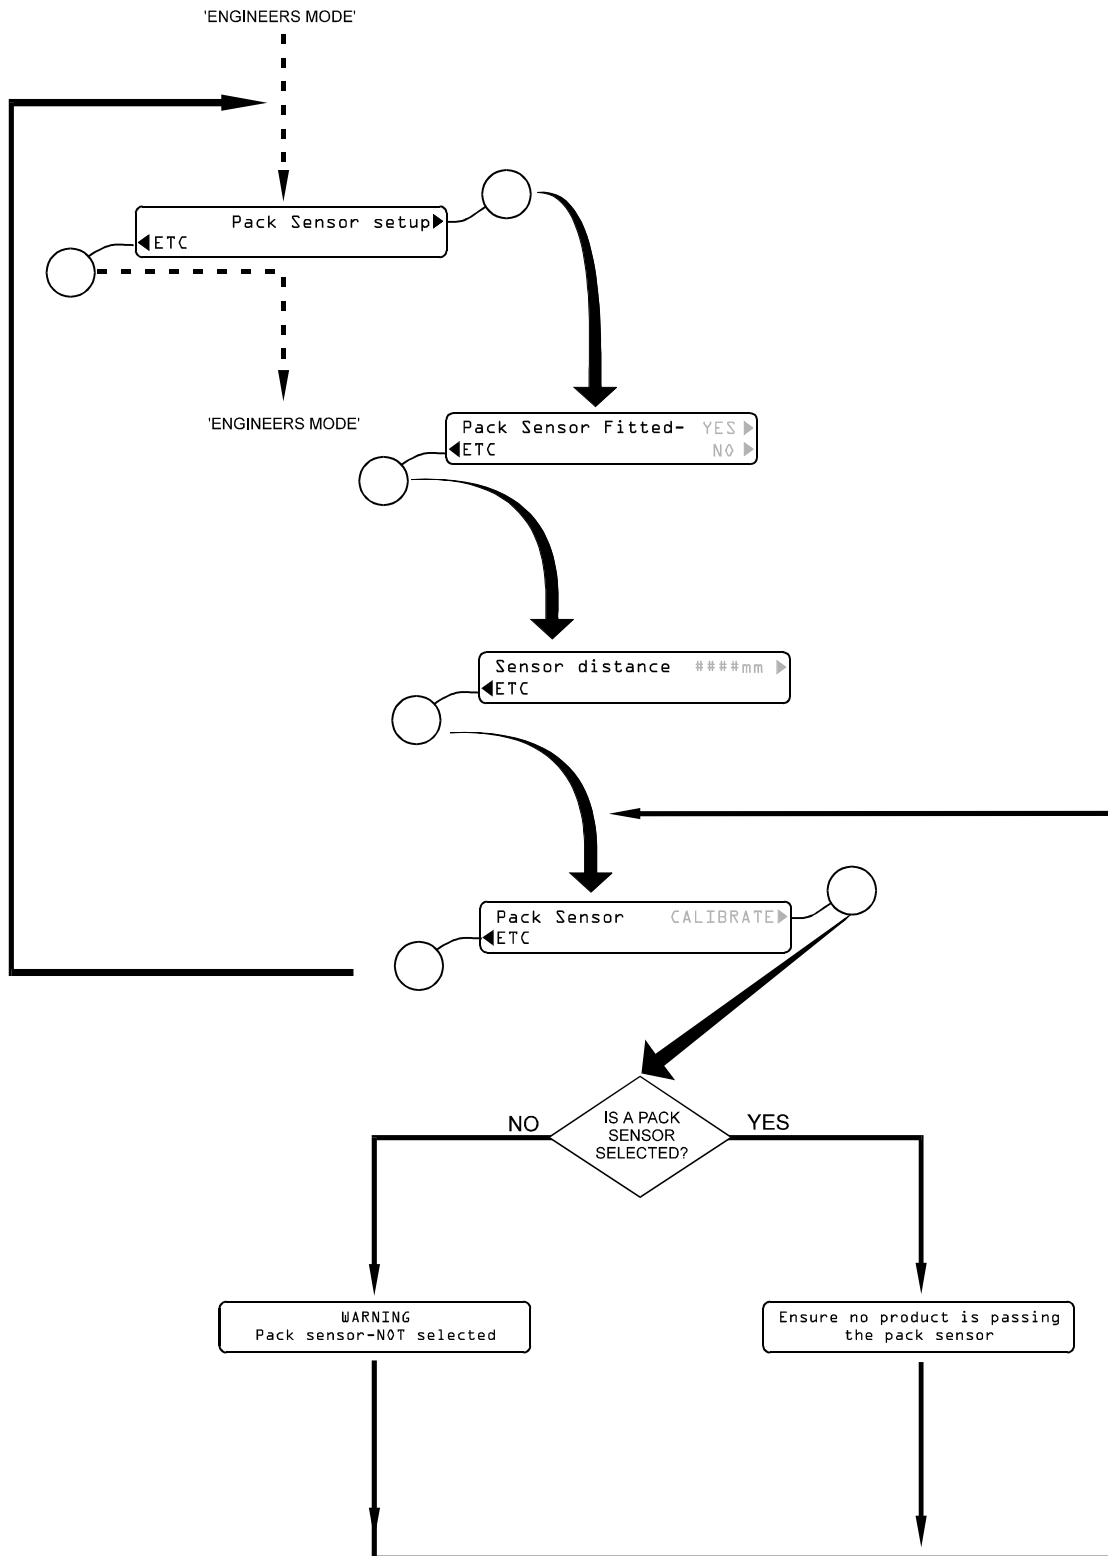 'ENGINEERS MODE'
Pack Sensor setup
ETC
'ENGINEERS MODE'
Pack Sensor Fitted- YES
ETC NO
Sensor distance ####mm
ETC
Pack Sensor CALIBRATE
ETC
NO
IS A PACK
SENSOR
SELECTED?
YES
WARNING
Pack sensor-NOT selected
Ensure no product is passing
the pack sensor